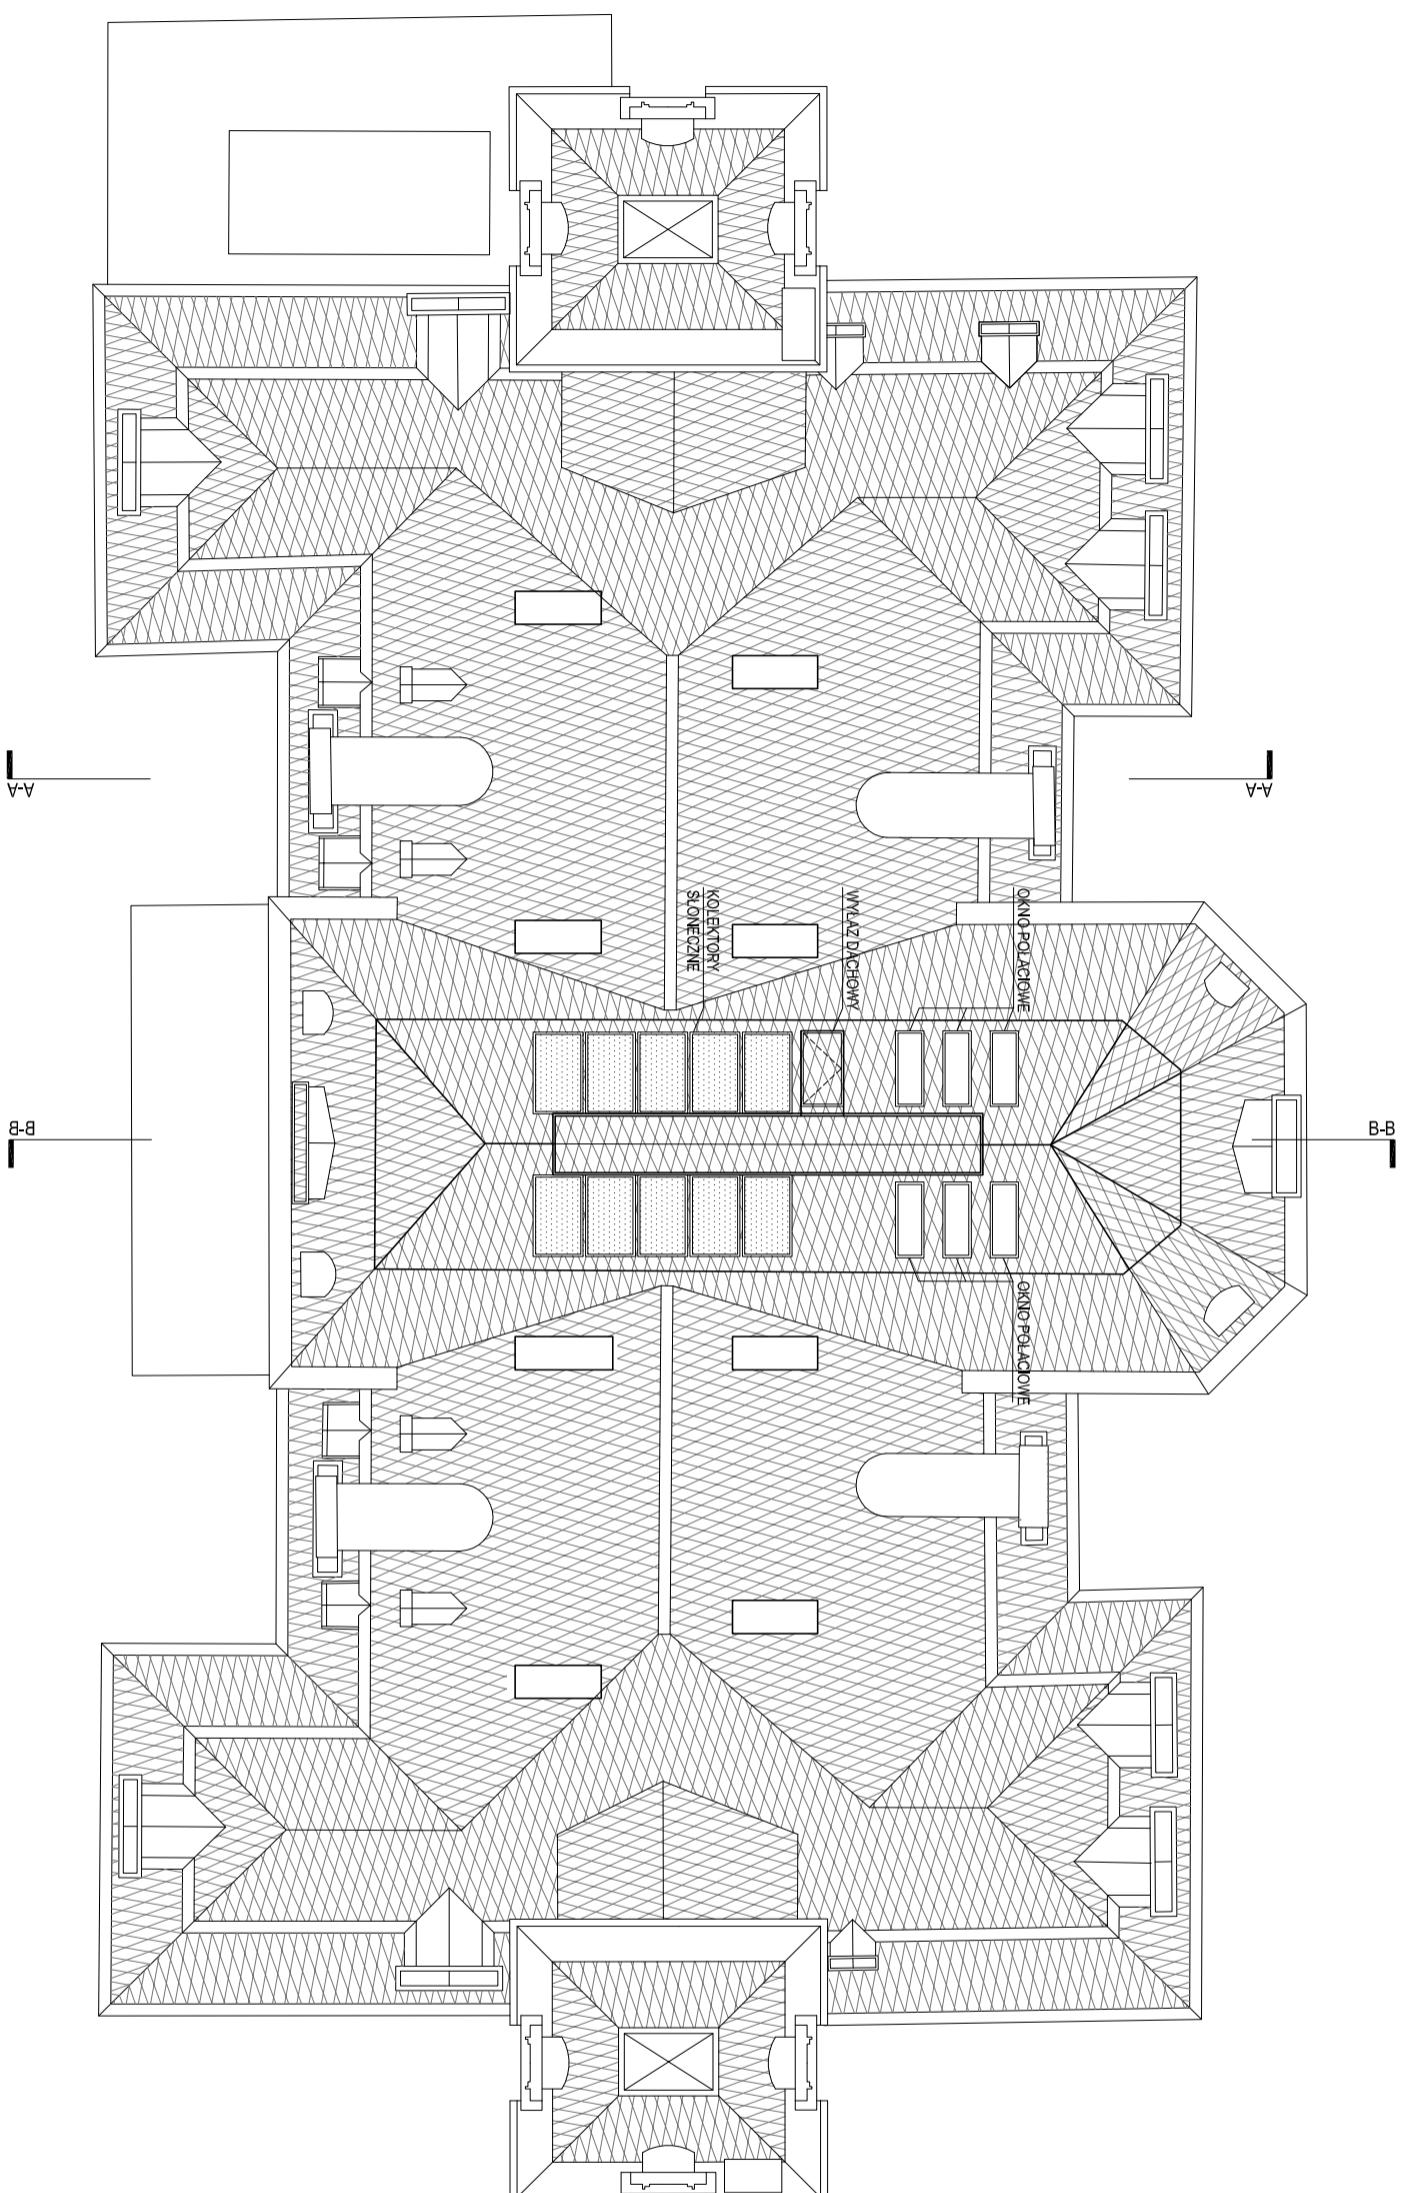 A-A
A-A
KOLEKTORY
SŁONECZNE
WYŁAZ DACHOWY
OKNO POŁACIOWE
B-B
B-B
OKNO POŁACIOWE